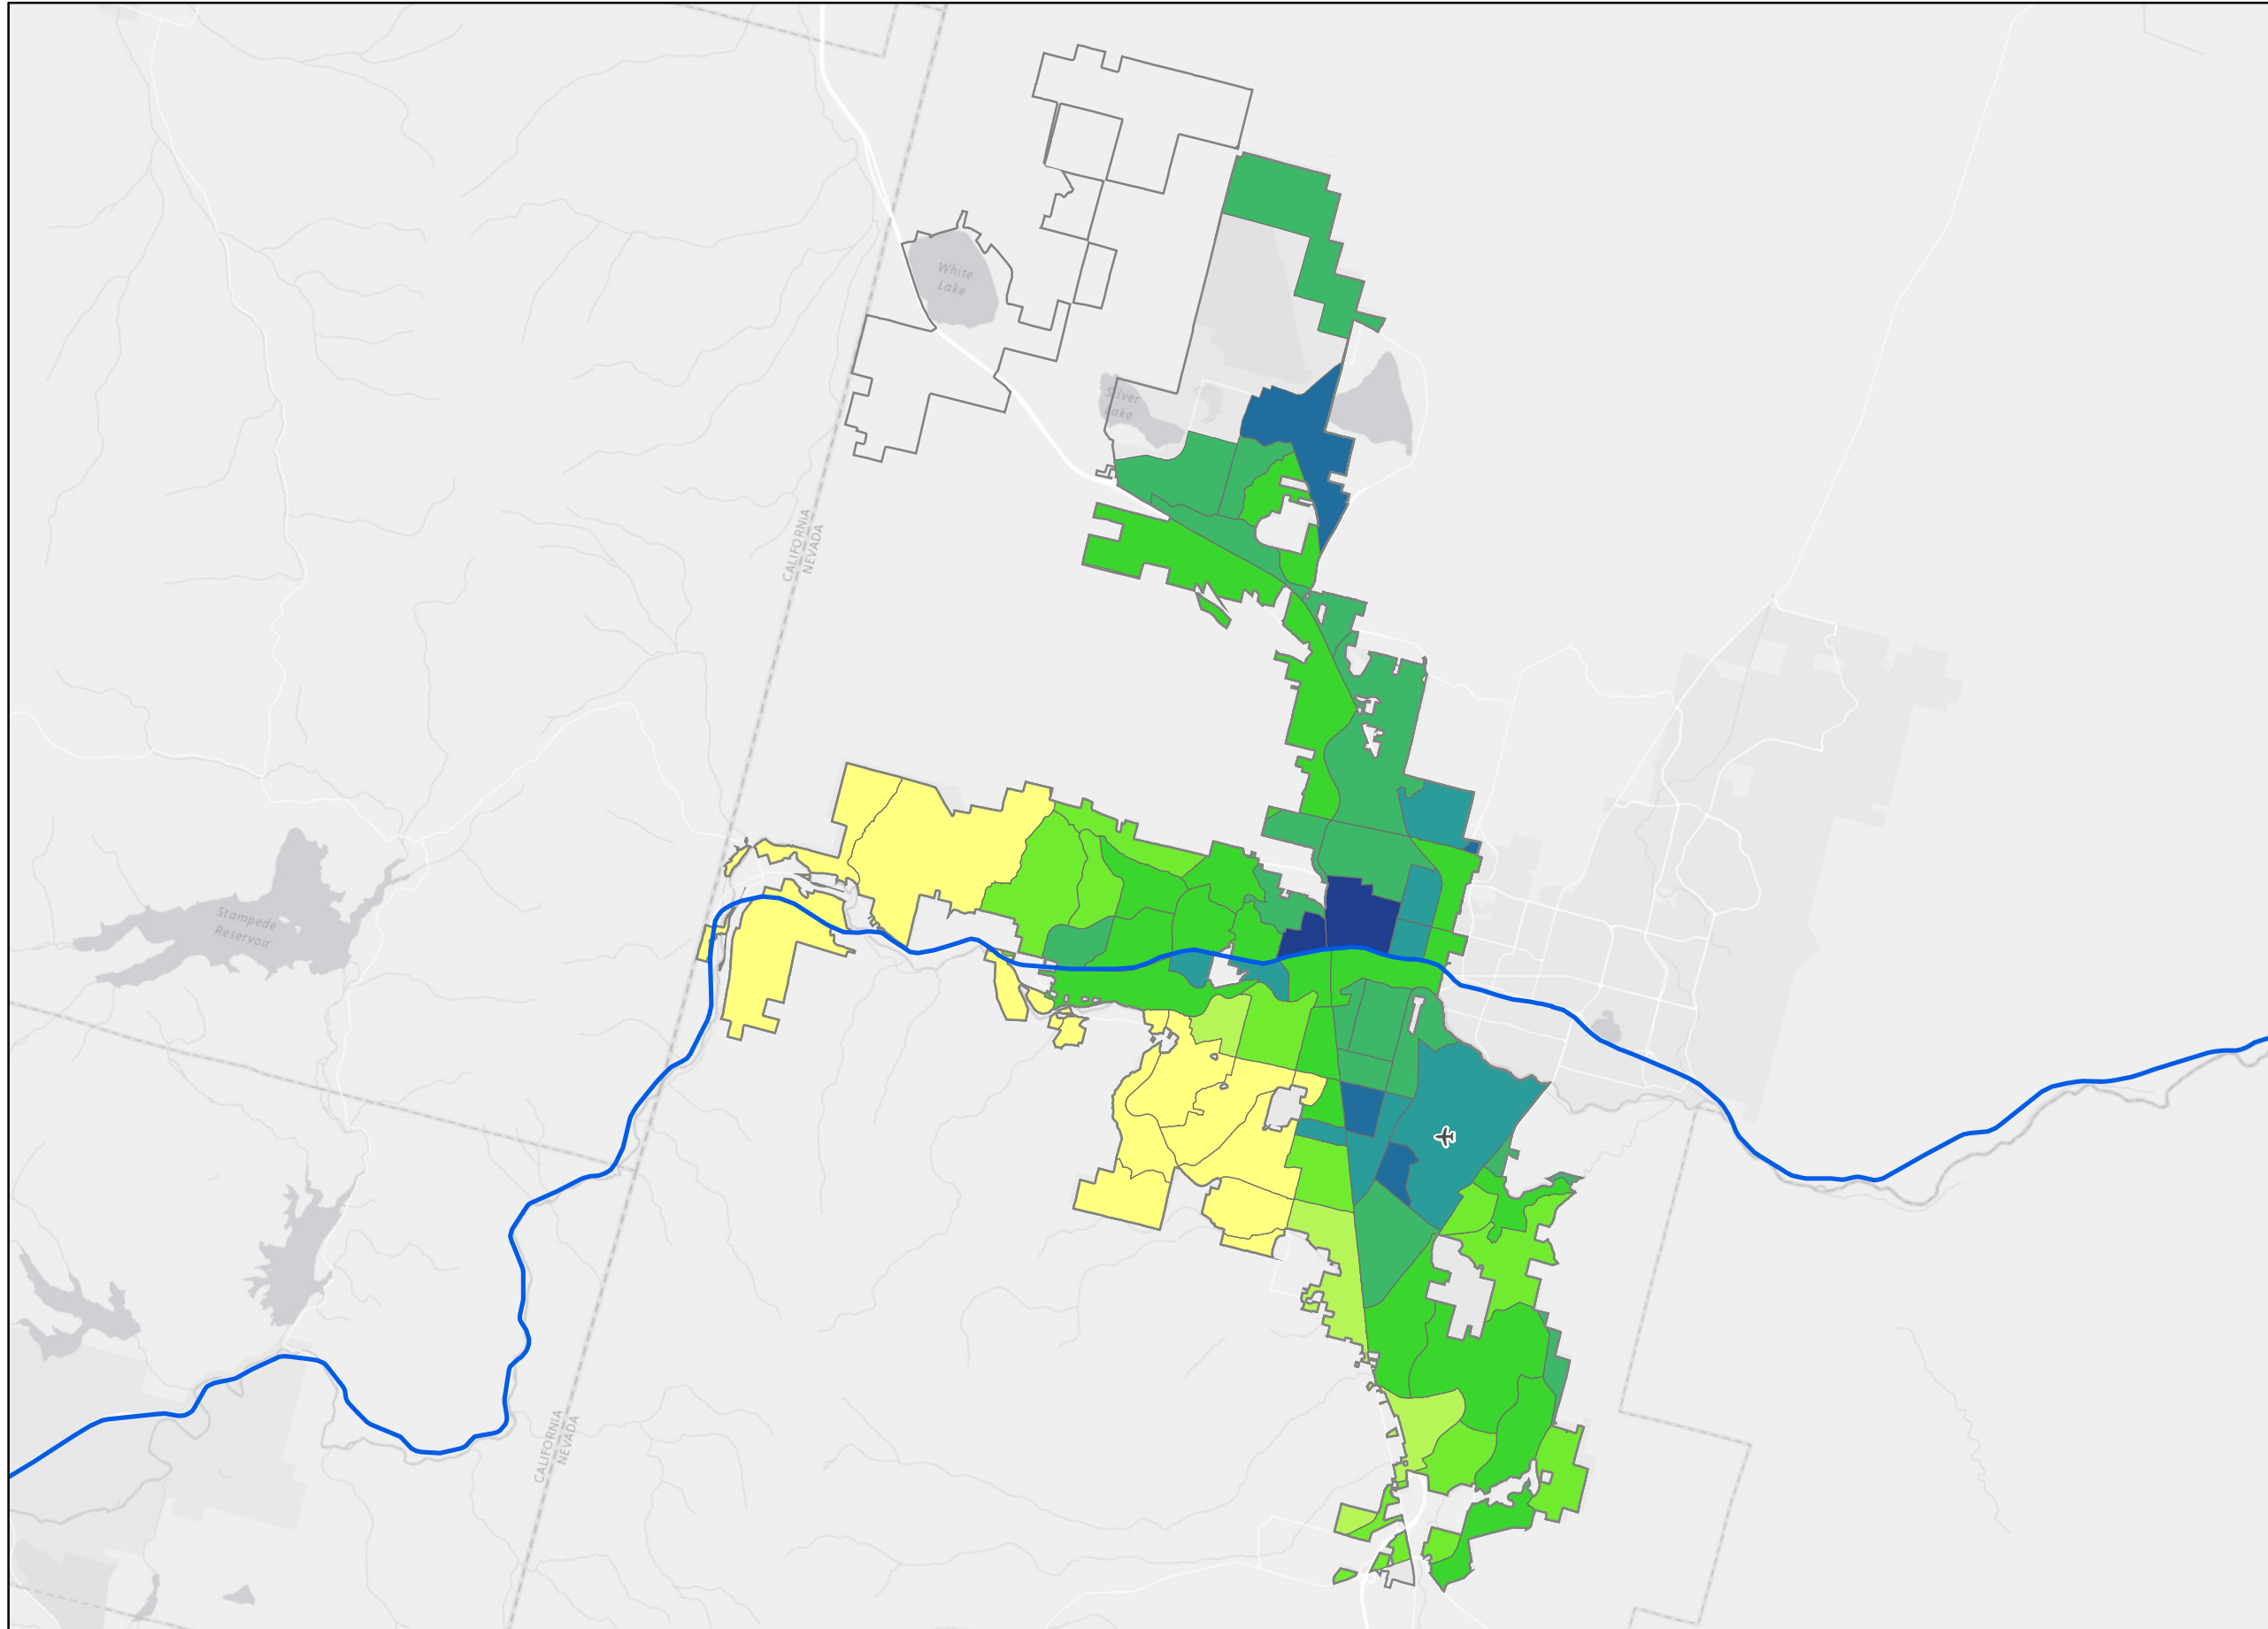 White
Lake
Silver
Lake
CALIFORNIA
NEVADA
Stampede
Reservoir
CALIFORNIA
NEVADA